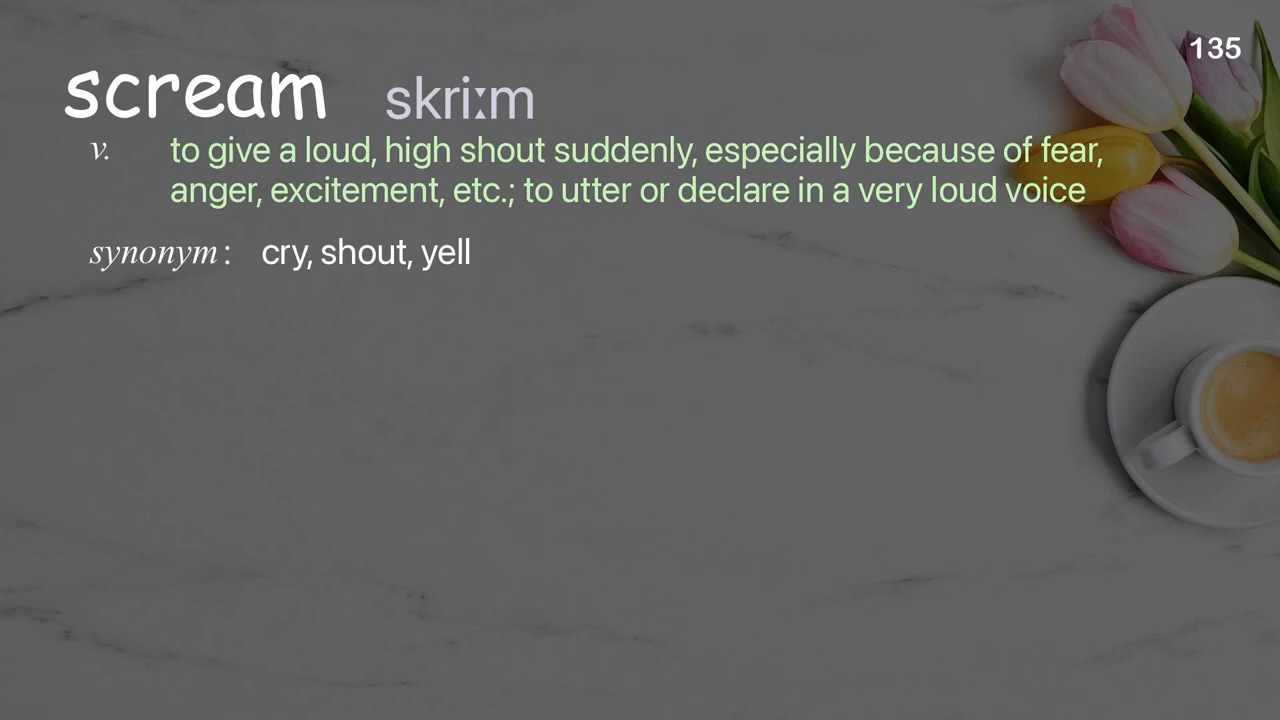 135
scream skriːm
v. to give a loud, high shout suddenly, especially because of fear,
anger, excitement, etc.; to utter or declare in a very loud voice
synonym : cry, shout, yell